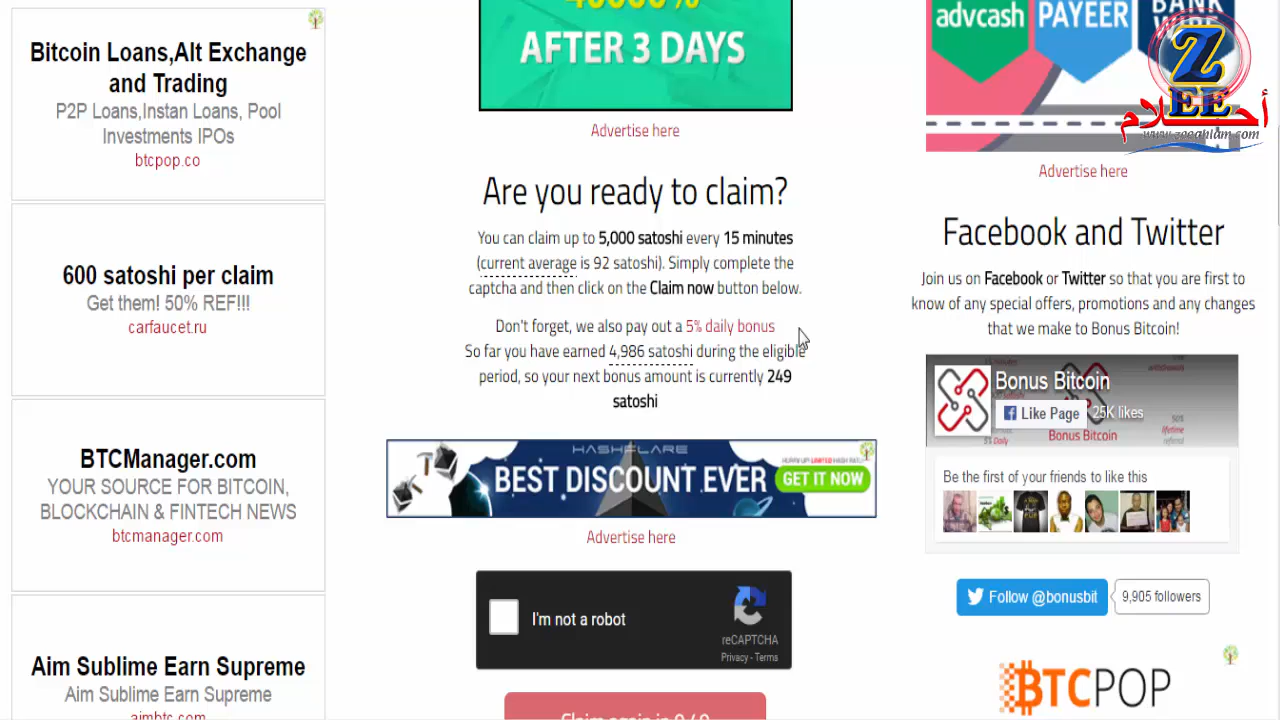 Bitcoin Loans,Alt Exchange
and Trading
P2P Loans,Instan Loans, Pool
Investments IPOs
btcpop.co
600 satoshi per claim
Get them! 50% REF!!!
carfaucet.ru
BTCManager.com
YOUR SOURCE FOR BITCOIN,
BLOCKCHAIN & FINTECH NEWS
btcmanager.com
Aim Sublime Earn Supreme
Aim Sublime Earn Supreme
aimbtc.com
AFTER 3 DAYS
Advertise here
Are you ready to claim?
You can claim up to 5,000 satoshi every 15 minutes
(current average is 92 satoshi). Simply complete the
captcha and then click on the Claim now button below.
Don't forget, we also pay out a 5% daily bonus
So far you have earned 4,986 satoshi during the eligible
period, so your next bonus amount is currently 249
satoshi
HASHFLARE
BEST DISCOUNT EVER
GET IT NOW
Advertise here
I'm not a robot
reCAPTCHA
Privacy - Terms
Claim again in
advcash
PAYEER
BANK
Z
EE
أحلام
www.zeeahlam.com
Advertise here
Facebook and Twitter
Join us on Facebook or Twitter so that you are first to
know of any special offers, promotions and any changes
that we make to Bonus Bitcoin!
Bonus Bitcoin
Like Page
25K likes
Bonus Bitcoin
Be the first of your friends to like this
Follow @bonusbit
9,905 followers
BTCPOP